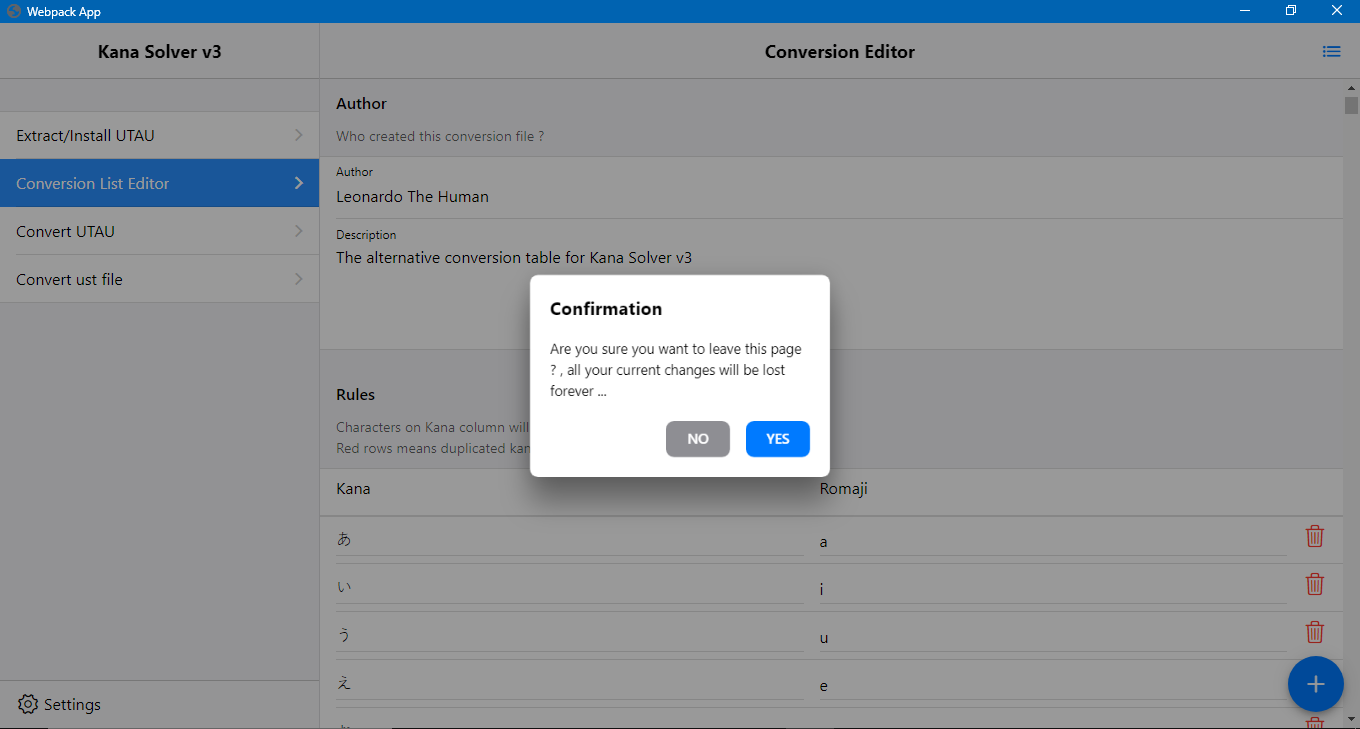 Webpack App
Kana Solver v3
Conversion Editor
Extract/Install UTAU
Conversion List Editor
Convert UTAU
Convert ust file
Settings
Author
Who created this conversion file ?
Author
Leonardo The Human
Description
The alternative conversion table for Kana Solver v3
Rules
Characters on Kana column will
Red rows means duplicated
Kana
Romaji
あ
a
い
i
う
u
え
e
Confirmation
Are you sure you want to leave this page
? , all your current changes will be lost
forever ...
NO
YES